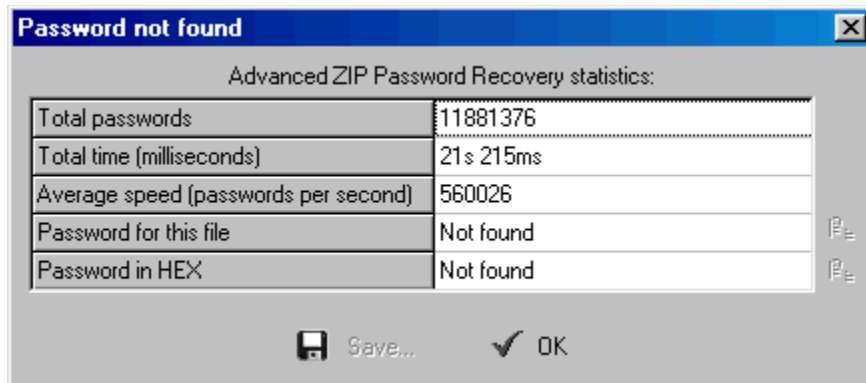 Password not found
Advanced ZIP Password Recovery statistics:
Total passwords 11881376
Total time (milliseconds) 21s 215ms
Average speed (passwords per second) 560026
Password for this file Not found
Password in HEX Not found
Save... OK